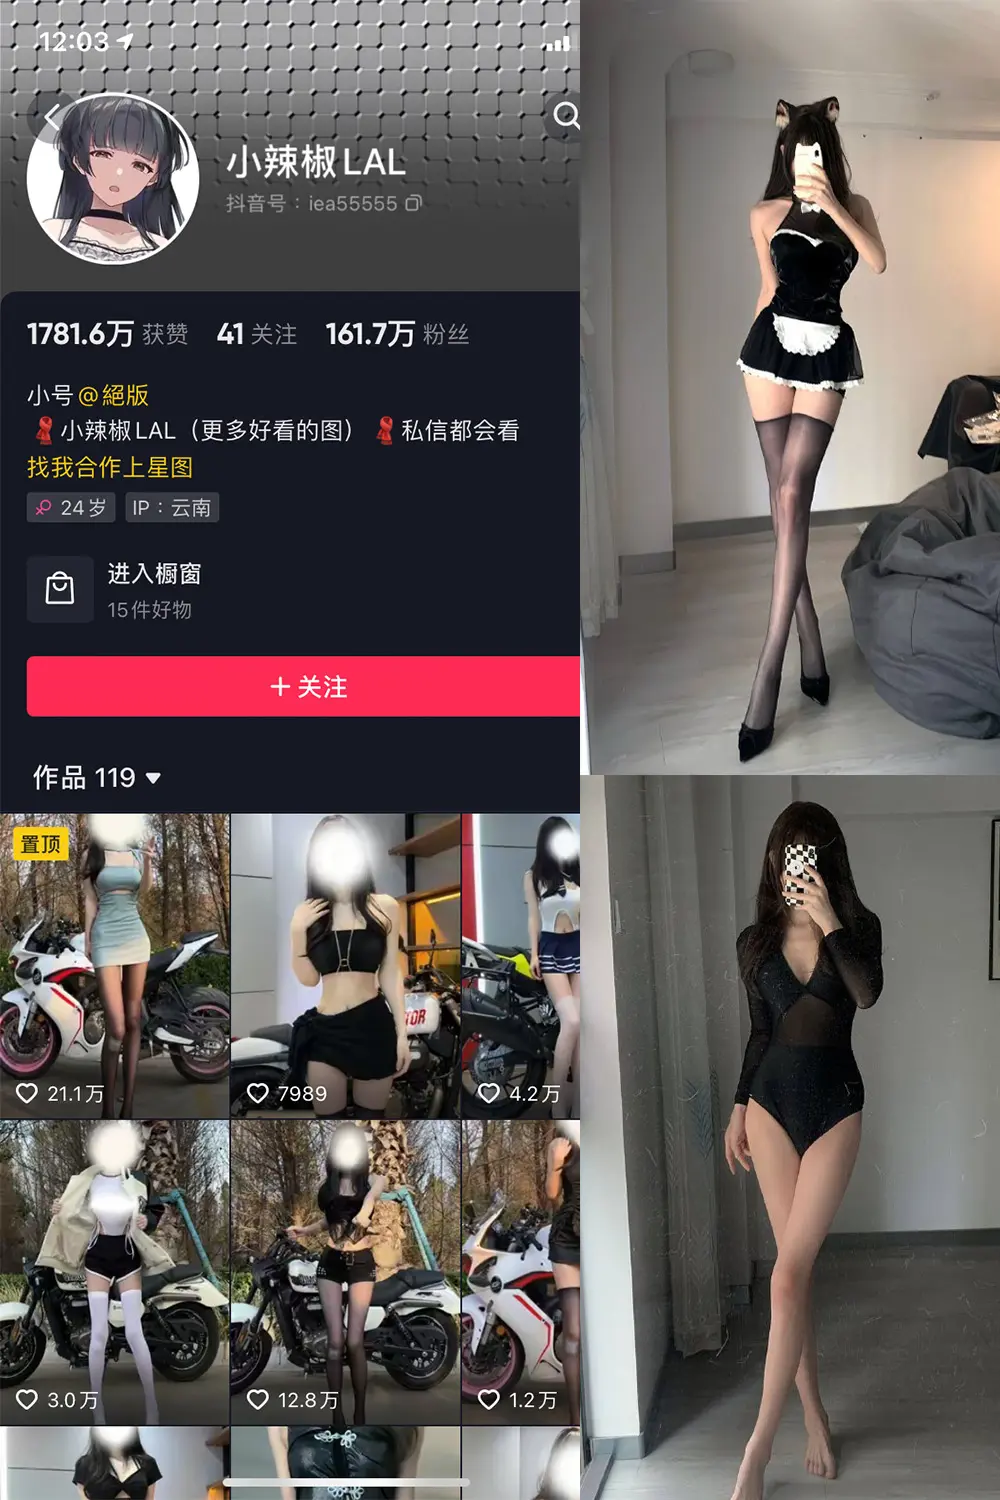 12:03
小辣椒LAL
抖音号：iea55555
1781.6万 获赞 41 关注 161.7万 粉丝
小号@絕版
小辣椒LAL（更多好看的图） 私信都会看
找我合作上星图
24岁 IP：云南
进入橱窗
15件好物
+ 关注
作品 119
置顶
TOR
21.1万 7989 4.2万
3.0万 12.8万 1.2万